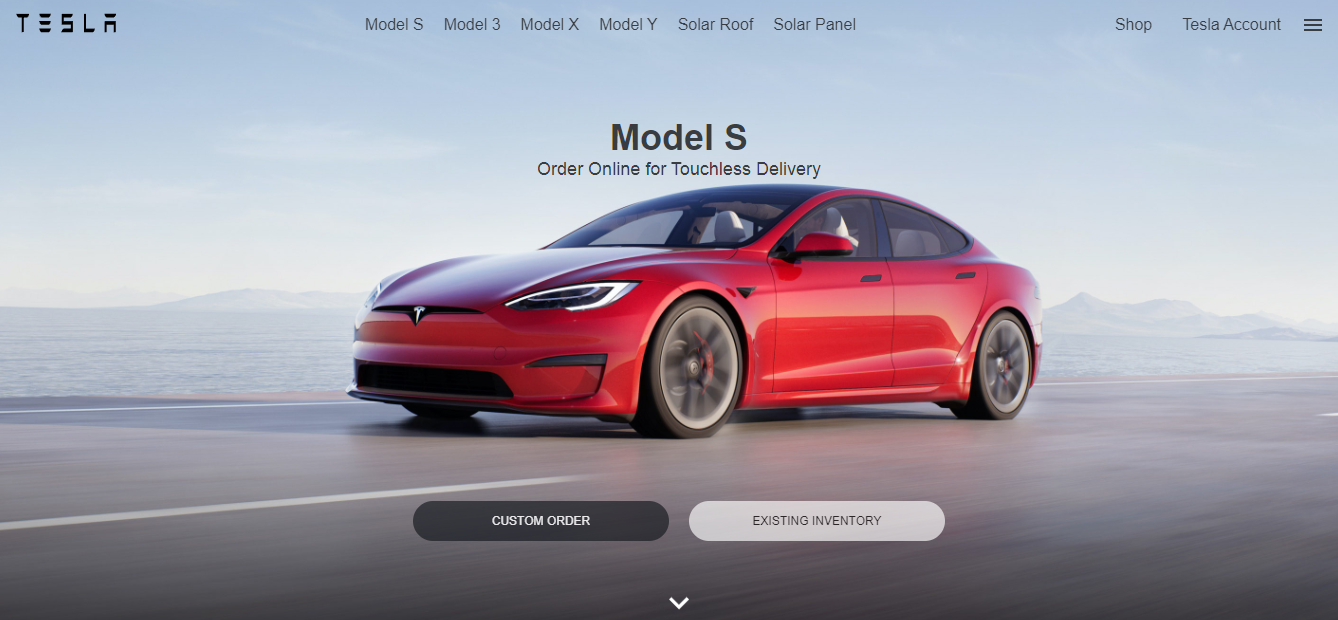 TESLA
Model S Model 3 Model X Model Y Solar Roof Solar Panel
Shop Tesla Account
Model S
Order Online for Touchless Delivery
CUSTOM ORDER
EXISTING INVENTORY